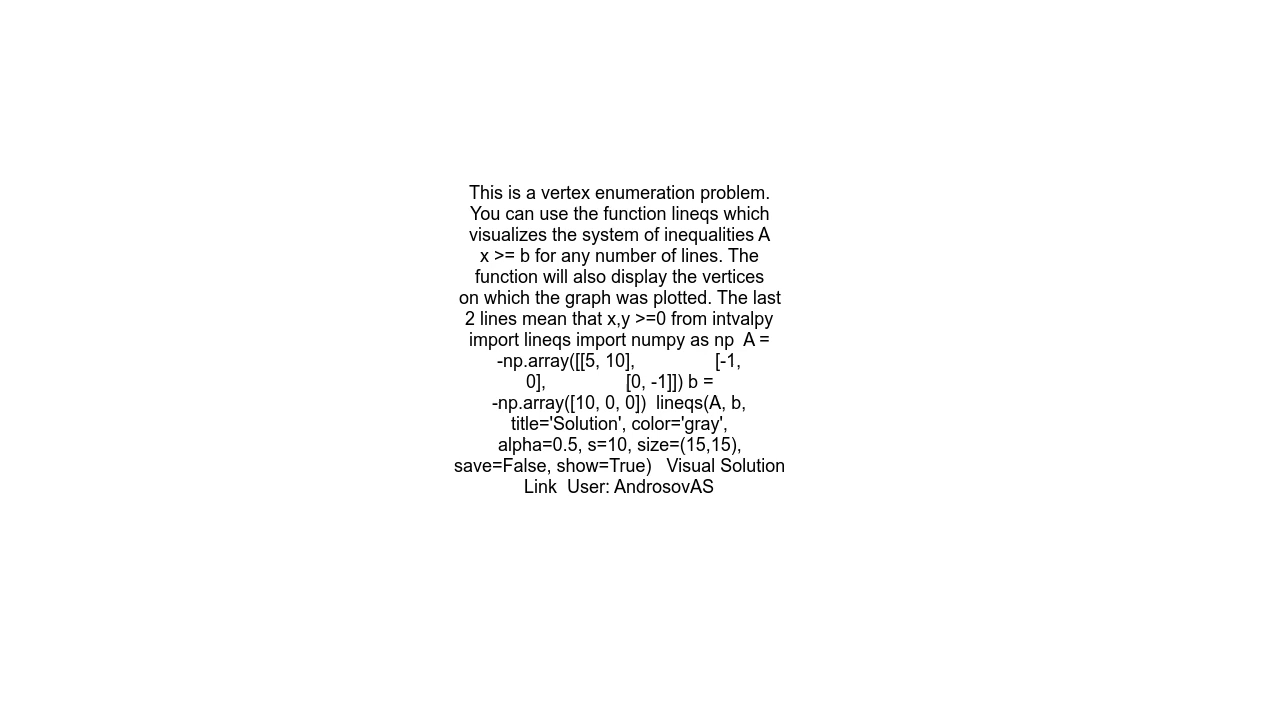 This is a vertex enumeration problem.
You can use the function lineqs which
visualizes the system of inequalities A
x >= b for any number of lines. The
function will also display the vertices
on which the graph was plotted. The last
2 lines mean that x,y >=0 from intvalpy
import lineqs import numpy as np  A =
-np.array([[5, 10],                [-1,
0],                [0, -1]]) b =
-np.array([10, 0, 0])  lineqs(A, b,
title='Solution', color='gray',
alpha=0.5, s=10, size=(15,15),
save=False, show=True)   Visual Solution
Link  User: AndrosovAS